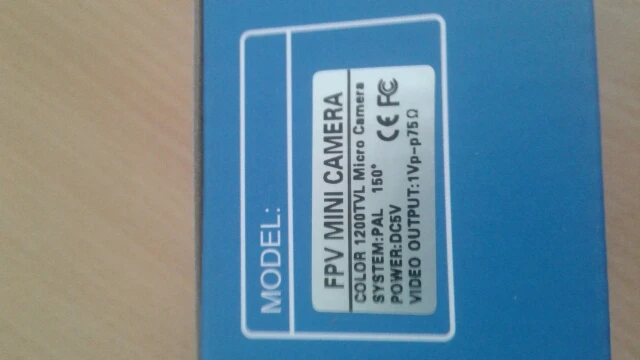 MODEL:
FPV MINI CAMERA
COLOR 1200TVL Micro Camera
SYSTEM:PAL 150°
POWER:DC5V CE FC
VIDEO OUTPUT:1Vp-p75Ω